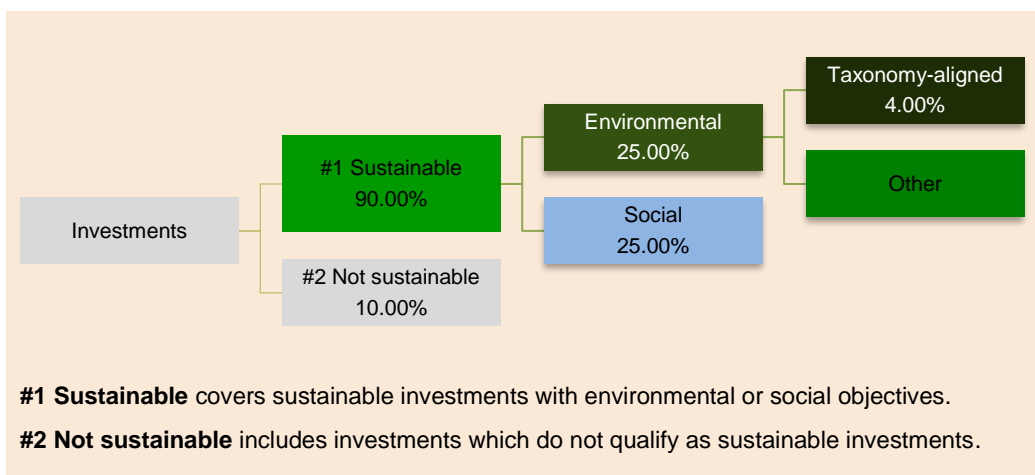 Investments
#1 Sustainable
90.00%
#2 Not sustainable
10.00%
Environmental
25.00%
Social
25.00%
Taxonomy-aligned
4.00%
Other
#1 Sustainable covers sustainable investments with environmental or social objectives.
#2 Not sustainable includes investments which do not qualify as sustainable investments.